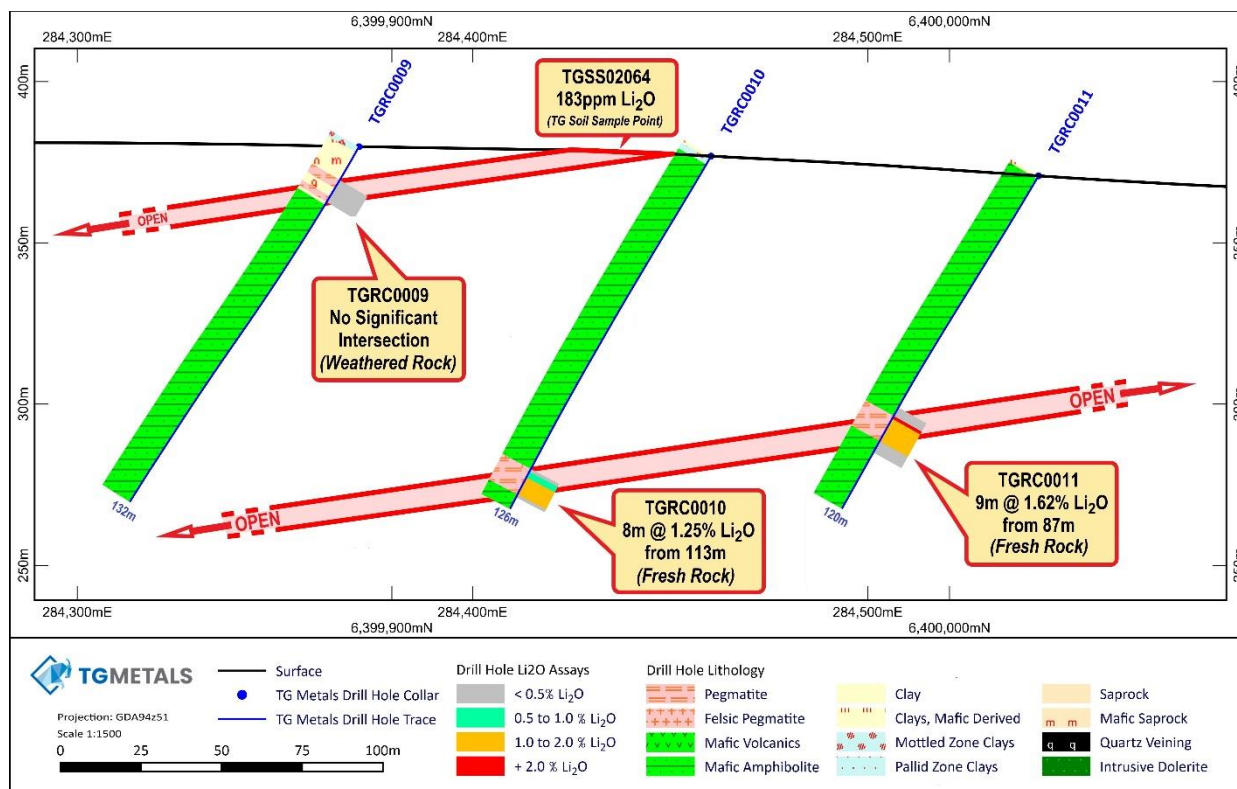 6,399,900mN
6,400,000mN
284,300mE
284,400mE
284,500mE
400m
400m
TGRC0009
TGSS02064
183ppm Li₂O
(TG Soil Sample Point)
TGRC0010
TGRC0011
m
q
OPEN
350m
TGRC0009
No Significant
Intersection
(Weathered Rock)
300m
OPEN
132m
OPEN
126m
TGRC0010
8m @ 1.25% Li₂O
from 113m
(Fresh Rock)
120m
TGRC0011
9m @ 1.62% Li₂O
from 87m
(Fresh Rock)
250m
284,300mE
284,400mE
284,500mE
6,399,900mN
6,400,000mN
TGMETALS
Projection: GDA94z51
Scale 1:1500
0 25 50 75 100m
Surface
TG Metals Drill Hole Collar
TG Metals Drill Hole Trace
Drill Hole Li2O Assays
< 0.5% Li₂O
0.5 to 1.0 % Li₂O
1.0 to 2.0 % Li₂O
+ 2.0 % Li₂O
Drill Hole Lithology
Pegmatite
Felsic Pegmatite
Mafic Volcanics
Mafic Amphibolite
Clay
Clays, Mafic Derived
Mottled Zone Clays
Pallid Zone Clays
Saprock
m m Mafic Saprock
q q Quartz Veining
Intrusive Dolerite